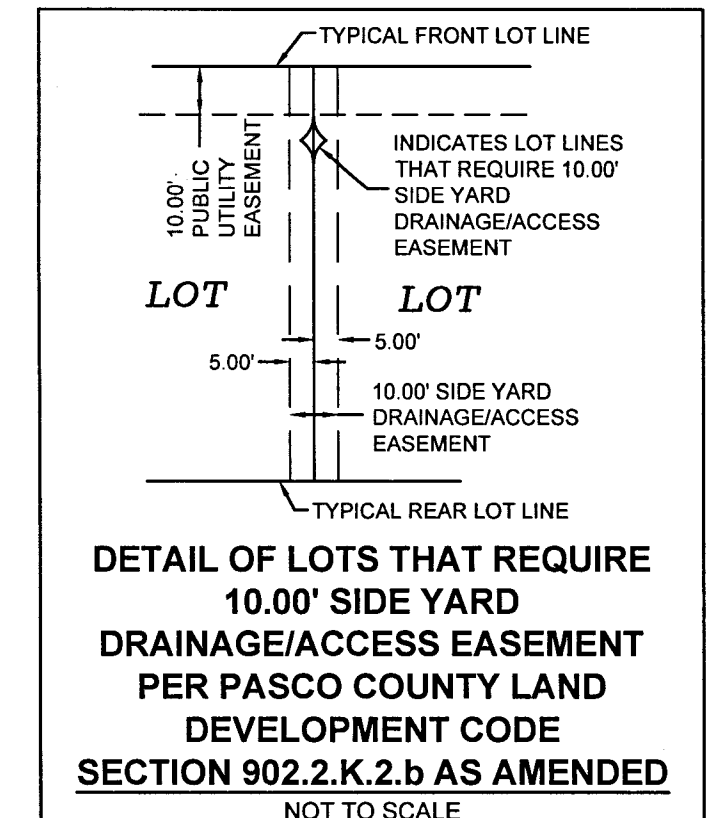 TYPICAL FRONT LOT LINE
10.00'
PUBLIC
UTILITY
EASEMENT
INDICATES LOT LINES
THAT REQUIRE 10.00'
SIDE YARD
DRAINAGE/ACCESS
EASEMENT
LOT
LOT
5.00'
5.00'
10.00' SIDE YARD
DRAINAGE/ACCESS
EASEMENT
TYPICAL REAR LOT LINE
DETAIL OF LOTS THAT REQUIRE
10.00' SIDE YARD
DRAINAGE/ACCESS EASEMENT
PER PASCO COUNTY LAND
DEVELOPMENT CODE
SECTION 902.2.K.2.b AS AMENDED
NOT TO SCALE